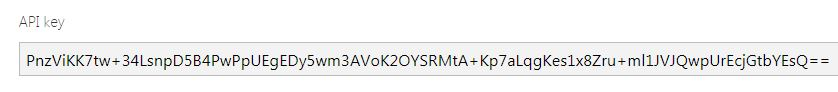 API key
PnzViKK7tw+34LsnpD5B4PwPpUEgEDy5wm3AVoK2OYSRMtA+Kp7aLqgKes1x8Zru+ml1JVJQwpUrEcjGtbYEsQ==